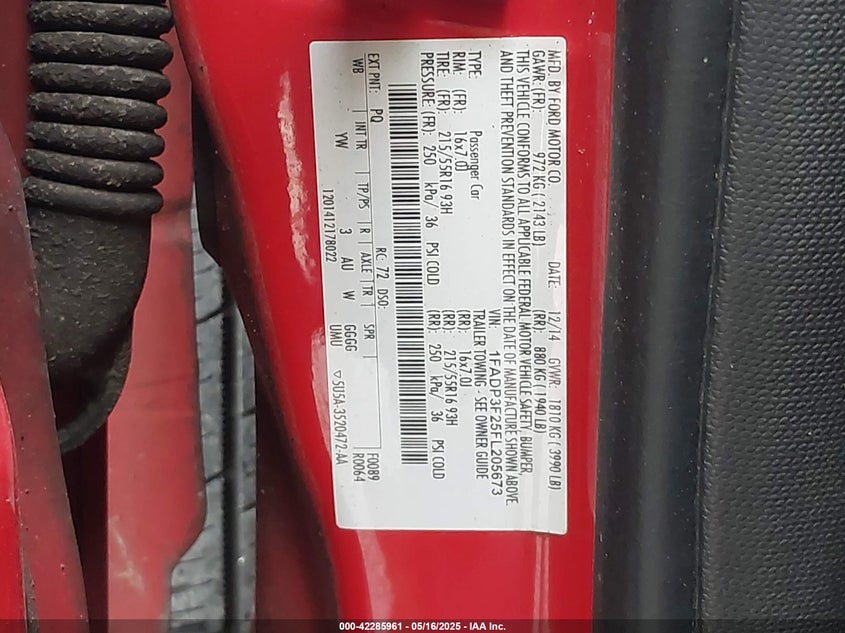 MFD. BY FORD MOTOR CO. DATE: 12/14 GVWR: 1810 KG ( 3990 LB)
GAWR: (FR): 972 KG ( 2143 LB) (RR): 880 KG ( 1940 LB)
THIS VEHICLE CONFORMS TO ALL APPLICABLE FEDERAL MOTOR VEHICLE SAFETY, BUMPER,
AND THEFT PREVENTION STANDARDS IN EFFECT ON THE DATE OF MANUFACTURE SHOWN ABOVE.
VIN: 1FADP3F25FL205673
TYPE: Passenger Car TRAILER TOWING - SEE OWNER GUIDE
RIM: (FR): 16x7.0J (RR): 16x7.0J
TIRE: (FR): 215/55R16 93H (RR): 215/55R16 93H
PRESSURE: (FR): 250 kPa/ 36 PSI COLD (RR): 250 kPa/ 36 PSI COLD
RC: 72 DSO: F0089
EXT PNT: PQ R0064
INT TR TP/PS R AXLE TR SPR
WB YW 3 AU W GGGG
UMU
1201412178022 ▽5U5A-3520472-AA
000-42285961 - 05/16/2025 - IAA Inc.